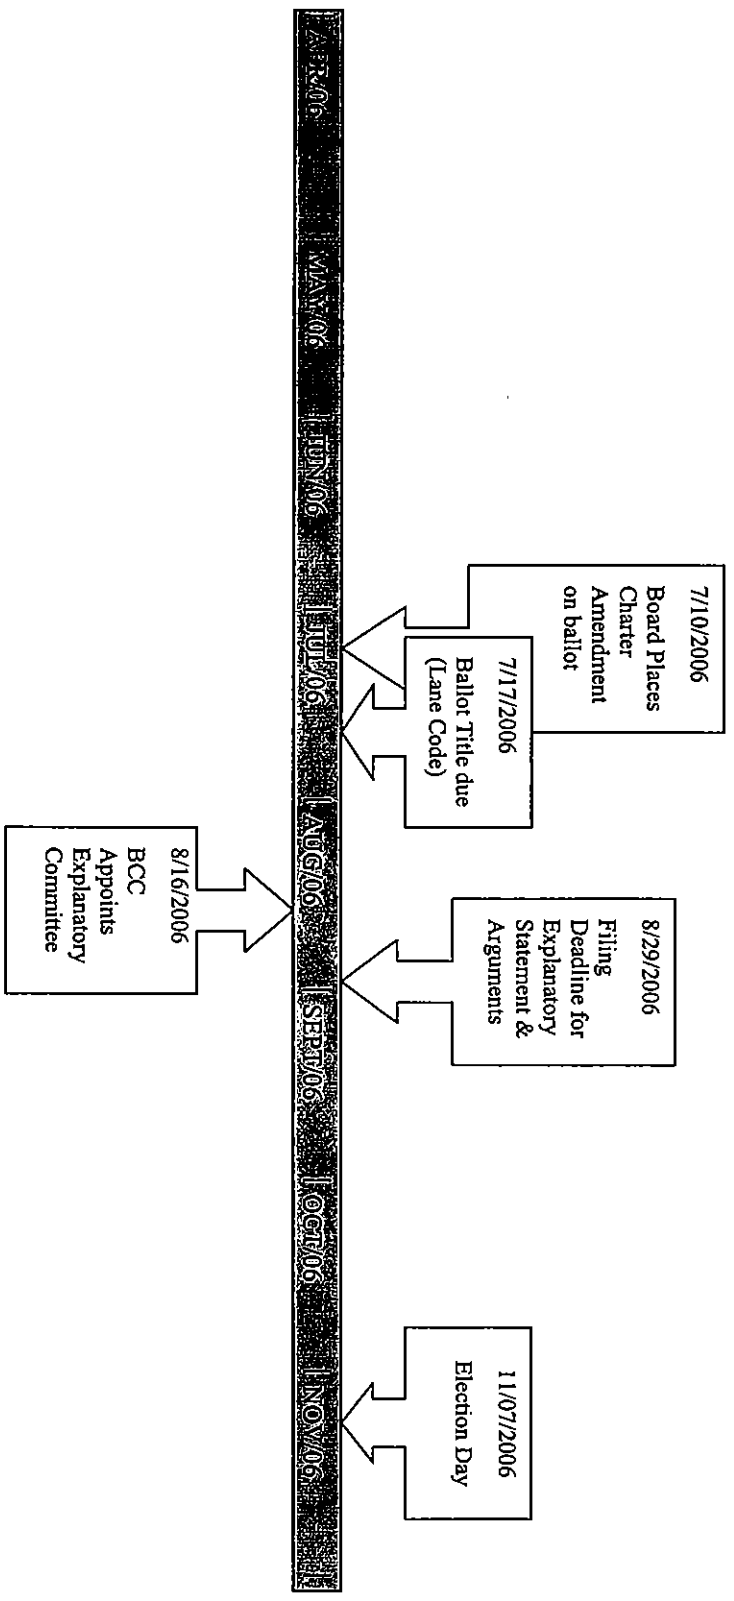 7/10/2006
Board Places
Charter
Amendment
on ballot
7/17/2006
Ballot Title due
(Lane Code)
8/29/2006
Filing
Deadline for
Explanatory
Statement &
Arguments
11/07/2006
Election Day
APR/06 MAY/06 JUN/06 JUL/06 AUG/06 SEPT/06 OCT/06 NOV/06
8/16/2006
BCC
Appoints
Explanatory
Committee